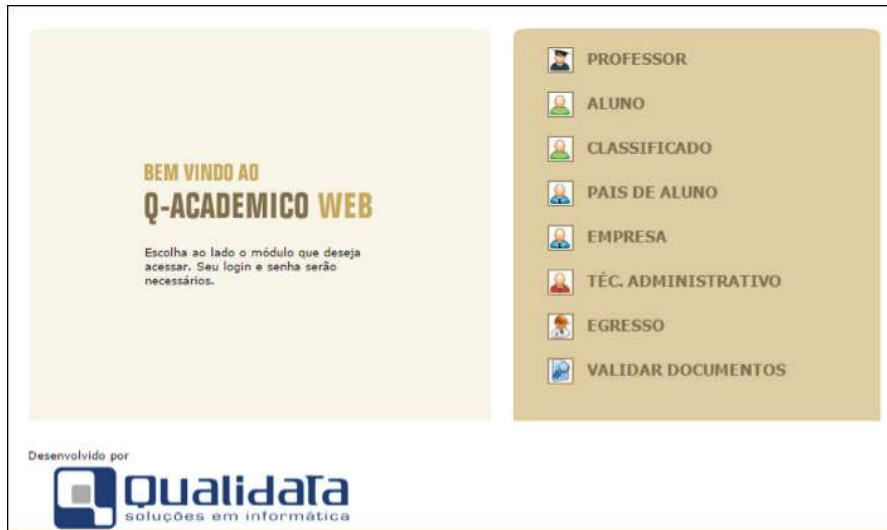 BEM VINDO AO
Q-ACADEMICO WEB
Escolha ao lado o módulo que deseja
acessar. Seu login e senha serão
necessários.
PROFESSOR
ALUNO
CLASSIFICADO
PAIS DE ALUNO
EMPRESA
TÉC. ADMINISTRATIVO
EGRESSO
VALIDAR DOCUMENTOS
Desenvolvido por
Qualidata
soluções em informática